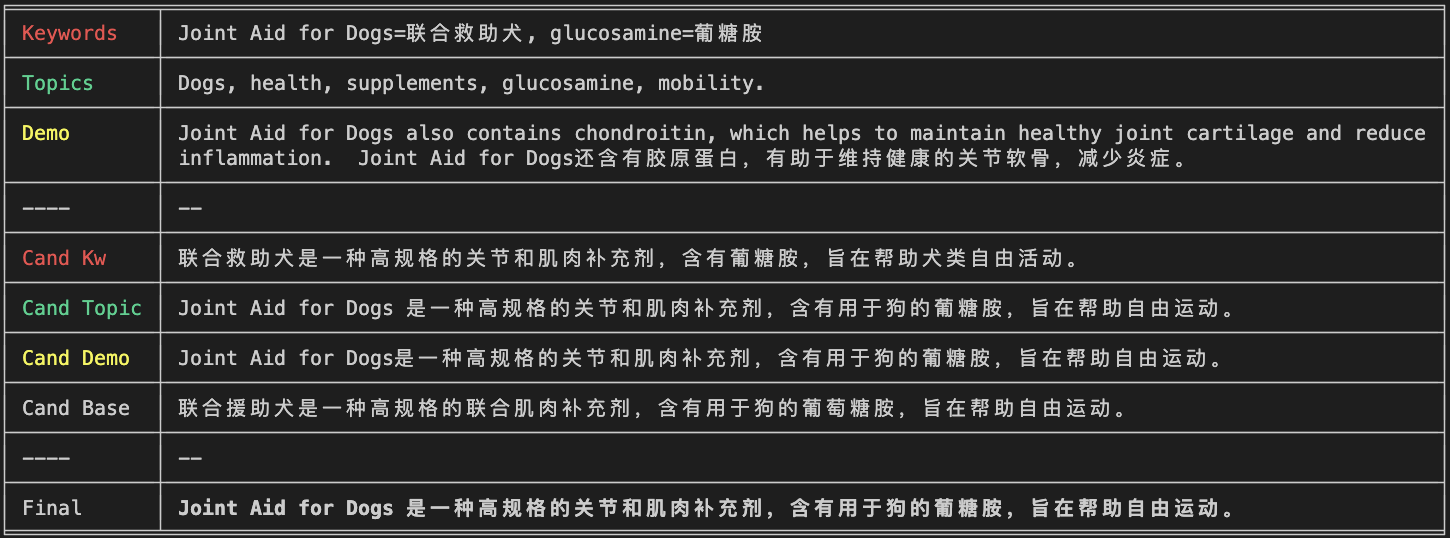 Keywords Joint Aid for Dogs=联合救助犬, glucosamine=葡糖胺
Topics Dogs, health, supplements, glucosamine, mobility.
Demo Joint Aid for Dogs also contains chondroitin, which helps to maintain healthy joint cartilage and reduce
inflammation.  Joint Aid for Dogs还含有胶原蛋白，有助于维持健康的关节软骨，减少炎症。
---- --
Cand Kw 联合救助犬是一种高规格的关节和肌肉补充剂，含有葡糖胺，旨在帮助犬类自由活动。
Cand Topic Joint Aid for Dogs 是一种高规格的关节和肌肉补充剂，含有用于狗的葡糖胺，旨在帮助自由运动。
Cand Demo Joint Aid for Dogs是一种高规格的关节和肌肉补充剂，含有用于狗的葡糖胺，旨在帮助自由运动。
Cand Base 联合援助犬是一种高规格的联合肌肉补充剂，含有用于狗的葡萄糖胺，旨在帮助自由运动。
---- --
Final Joint Aid for Dogs 是一种高规格的关节和肌肉补充剂，含有用于狗的葡糖胺，旨在帮助自由运动。